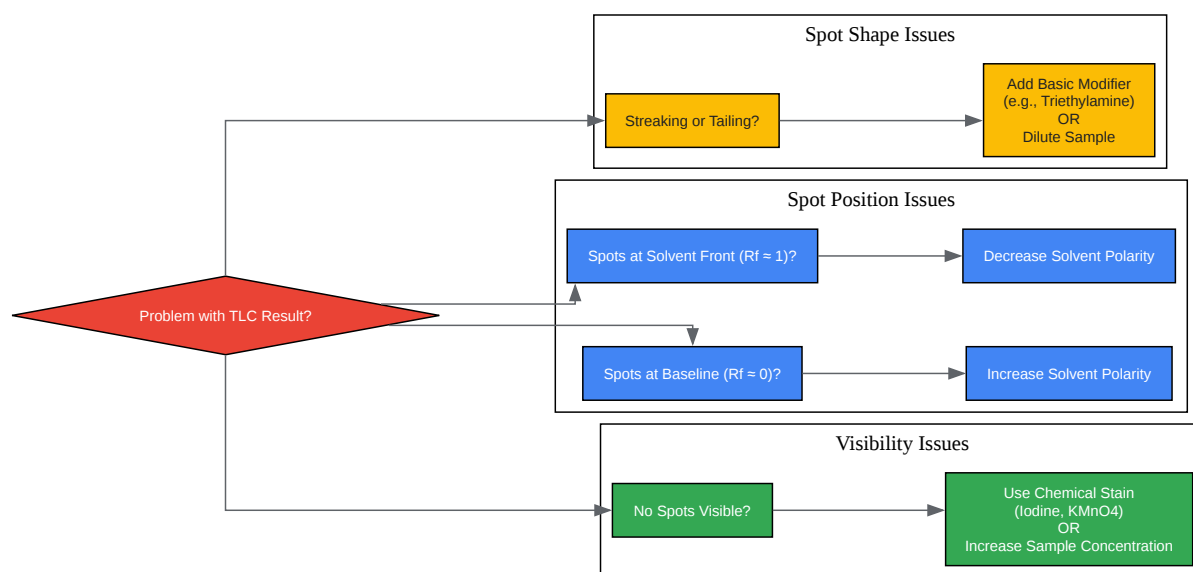 Spot Shape Issues
Streaking or Tailing?
Add Basic Modifier
(e.g., Triethylamine)
OR
Dilute Sample
Spot Position Issues
Spots at Solvent Front (Rf ≈ 1)?
Decrease Solvent Polarity
Problem with TLC Result?
Spots at Baseline (Rf ≈ 0)?
Increase Solvent Polarity
Visibility Issues
No Spots Visible?
Use Chemical Stain
(Iodine, KMnO4)
OR
Increase Sample Concentration